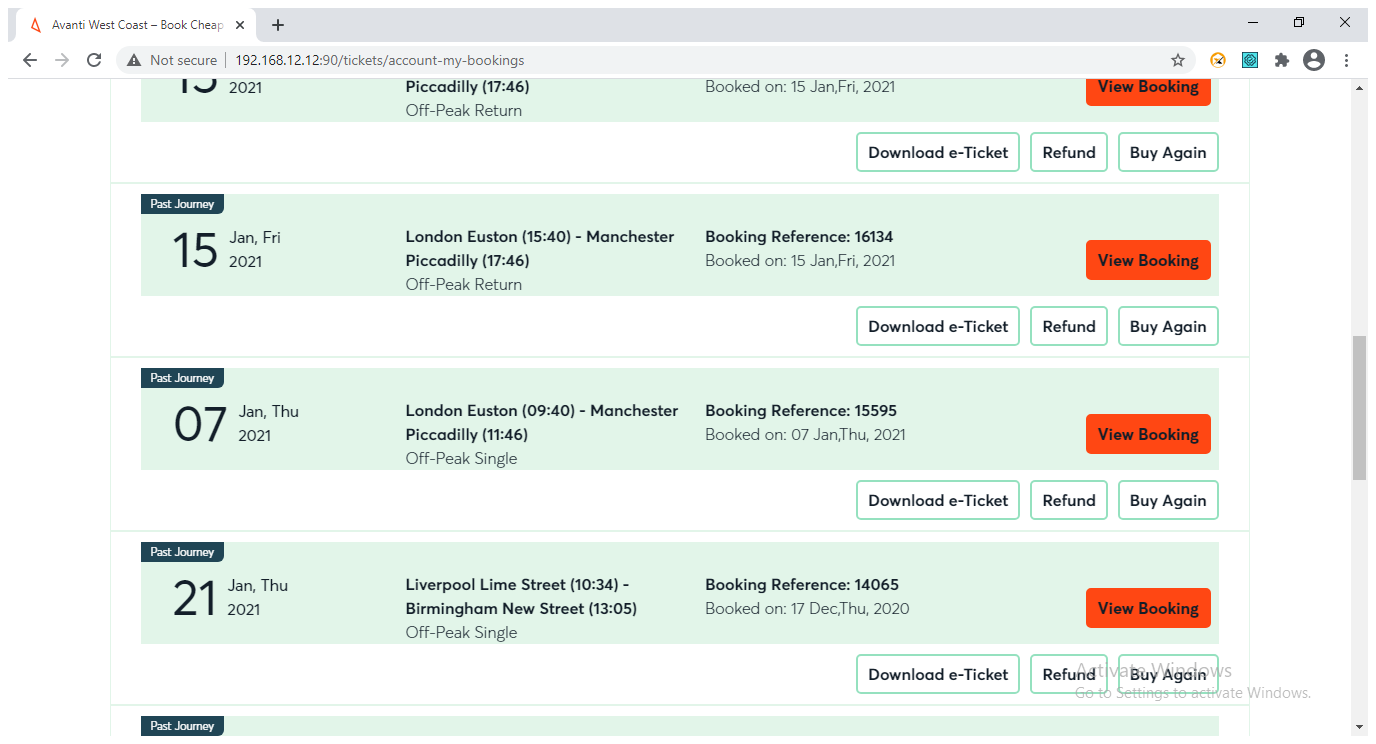 Avanti West Coast – Book Cheap
Not secure 192.168.12.12:90/tickets/account-my-bookings
15 2021 Piccadilly (17:46) Booked on: 15 Jan,Fri, 2021 View Booking
Off-Peak Return
Download e-Ticket Refund Buy Again
Past Journey
15 Jan, Fri London Euston (15:40) - Manchester Booking Reference: 16134
2021 Piccadilly (17:46) Booked on: 15 Jan,Fri, 2021 View Booking
Off-Peak Return
Download e-Ticket Refund Buy Again
Past Journey
07 Jan, Thu London Euston (09:40) - Manchester Booking Reference: 15595
2021 Piccadilly (11:46) Booked on: 07 Jan,Thu, 2021 View Booking
Off-Peak Single
Download e-Ticket Refund Buy Again
Past Journey
21 Jan, Thu Liverpool Lime Street (10:34) - Booking Reference: 14065
2021 Birmingham New Street (13:05) Booked on: 17 Dec,Thu, 2020 View Booking
Off-Peak Single
Download e-Ticket Refund Buy Again
Activate Windows
Go to Settings to activate Windows.
Past Journey